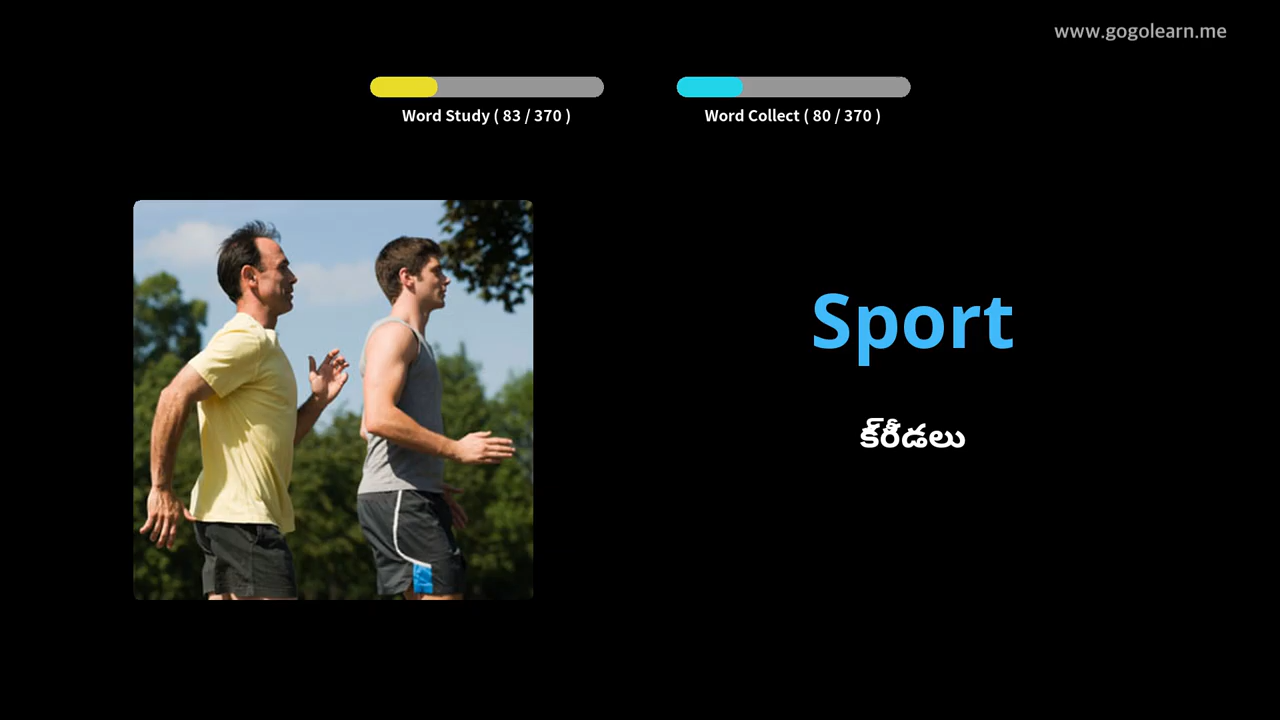 www.gogolearn.me
Word Study ( 83 / 370 )
Word Collect ( 80 / 370 )
Sport
క్రీడలు